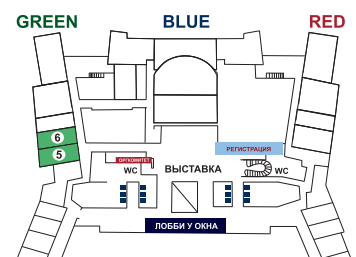 GREEN BLUE RED
6
5
РЕГИСТРАЦИЯ
ОРГКОМИТЕТ
WC ВЫСТАВКА WC
ЛОББИ У ОКНА